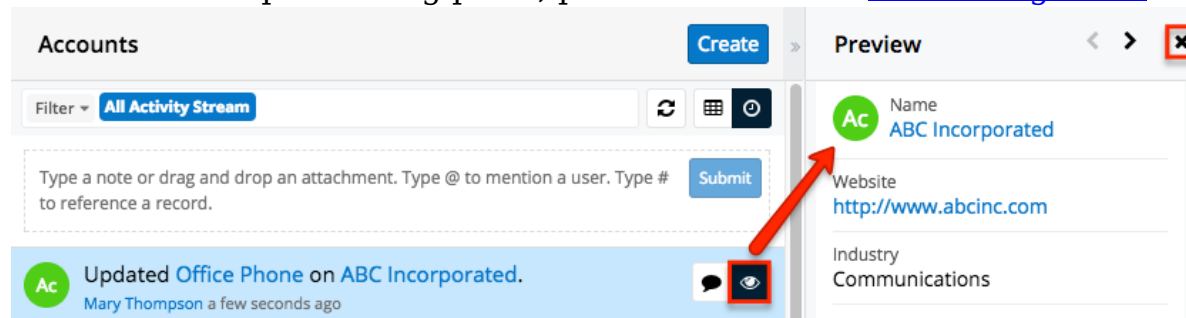 Accounts
Create
Filter
All Activity Stream
Type a note or drag and drop an attachment. Type @ to mention a user. Type #
to reference a record.
Submit
Ac
Updated Office Phone on ABC Incorporated.
Mary Thompson a few seconds ago
»
Preview
Ac
Name
ABC Incorporated
Website
http://www.abcinc.com
Industry
Communications